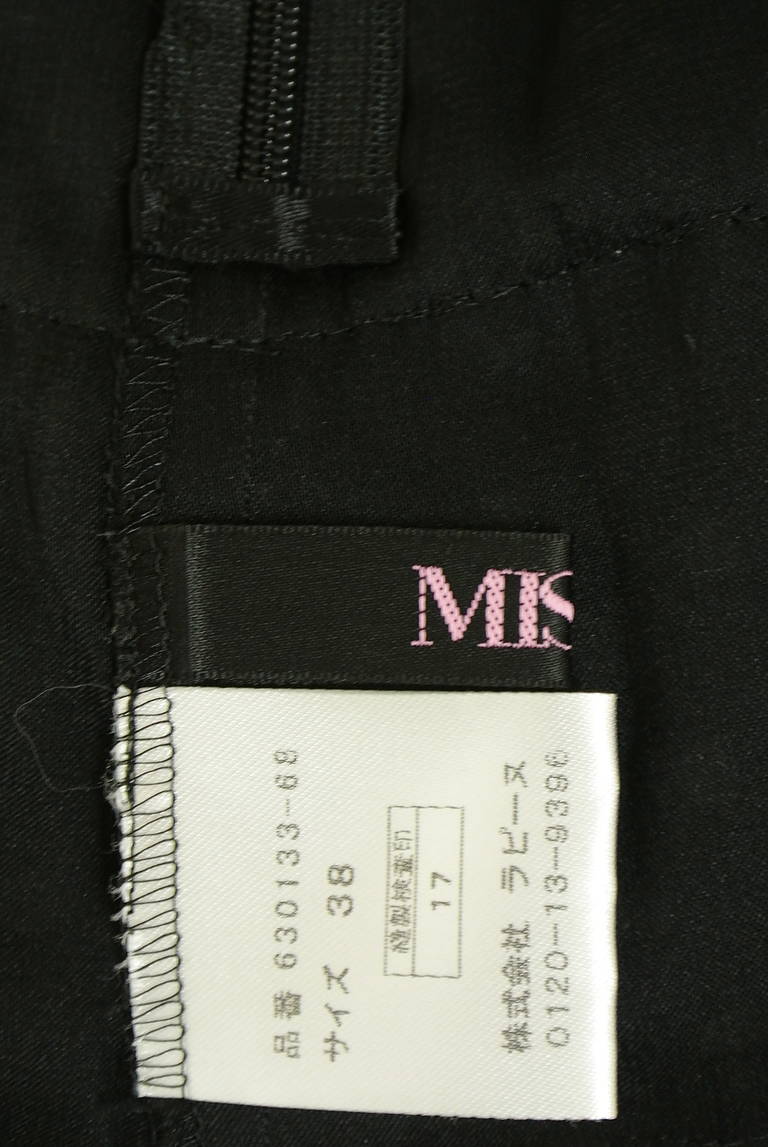 MIS
品番 630133-68
サイズ 38
縫製検査印
17
株式会社 ラピース
0120-13-9396